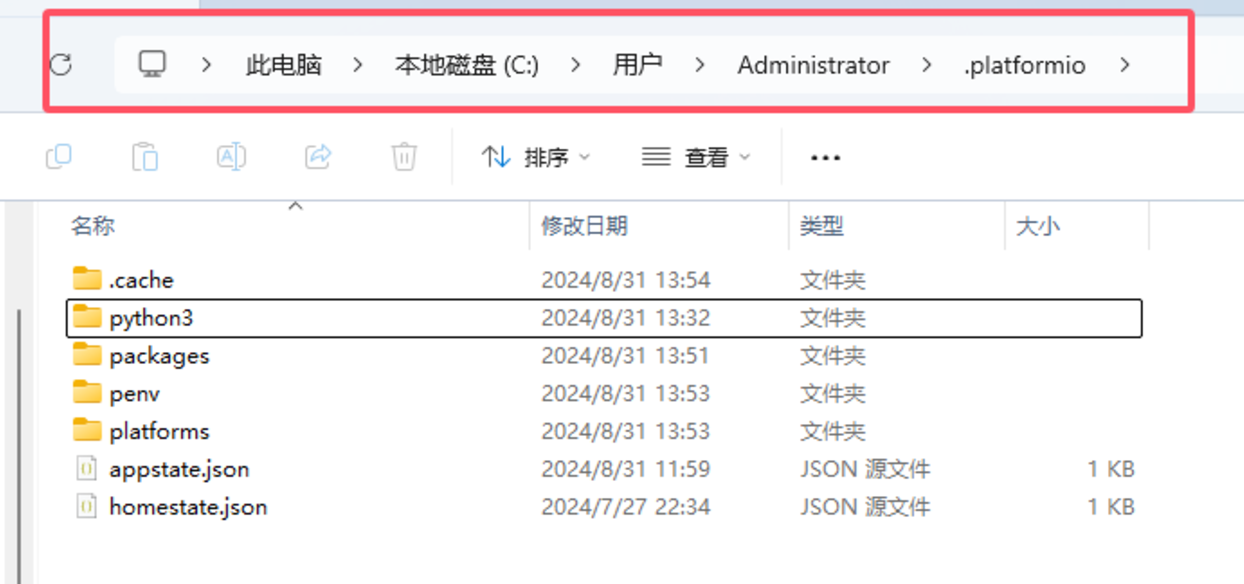 此电脑 > 本地磁盘 (C:) > 用户 > Administrator > .platformio >
排序 查看 ...
名称 修改日期 类型 大小
.cache 2024/8/31 13:54 文件夹
python3 2024/8/31 13:32 文件夹
packages 2024/8/31 13:51 文件夹
penv 2024/8/31 13:53 文件夹
platforms 2024/8/31 13:53 文件夹
appstate.json 2024/8/31 11:59 JSON 源文件 1 KB
homestate.json 2024/7/27 22:34 JSON 源文件 1 KB